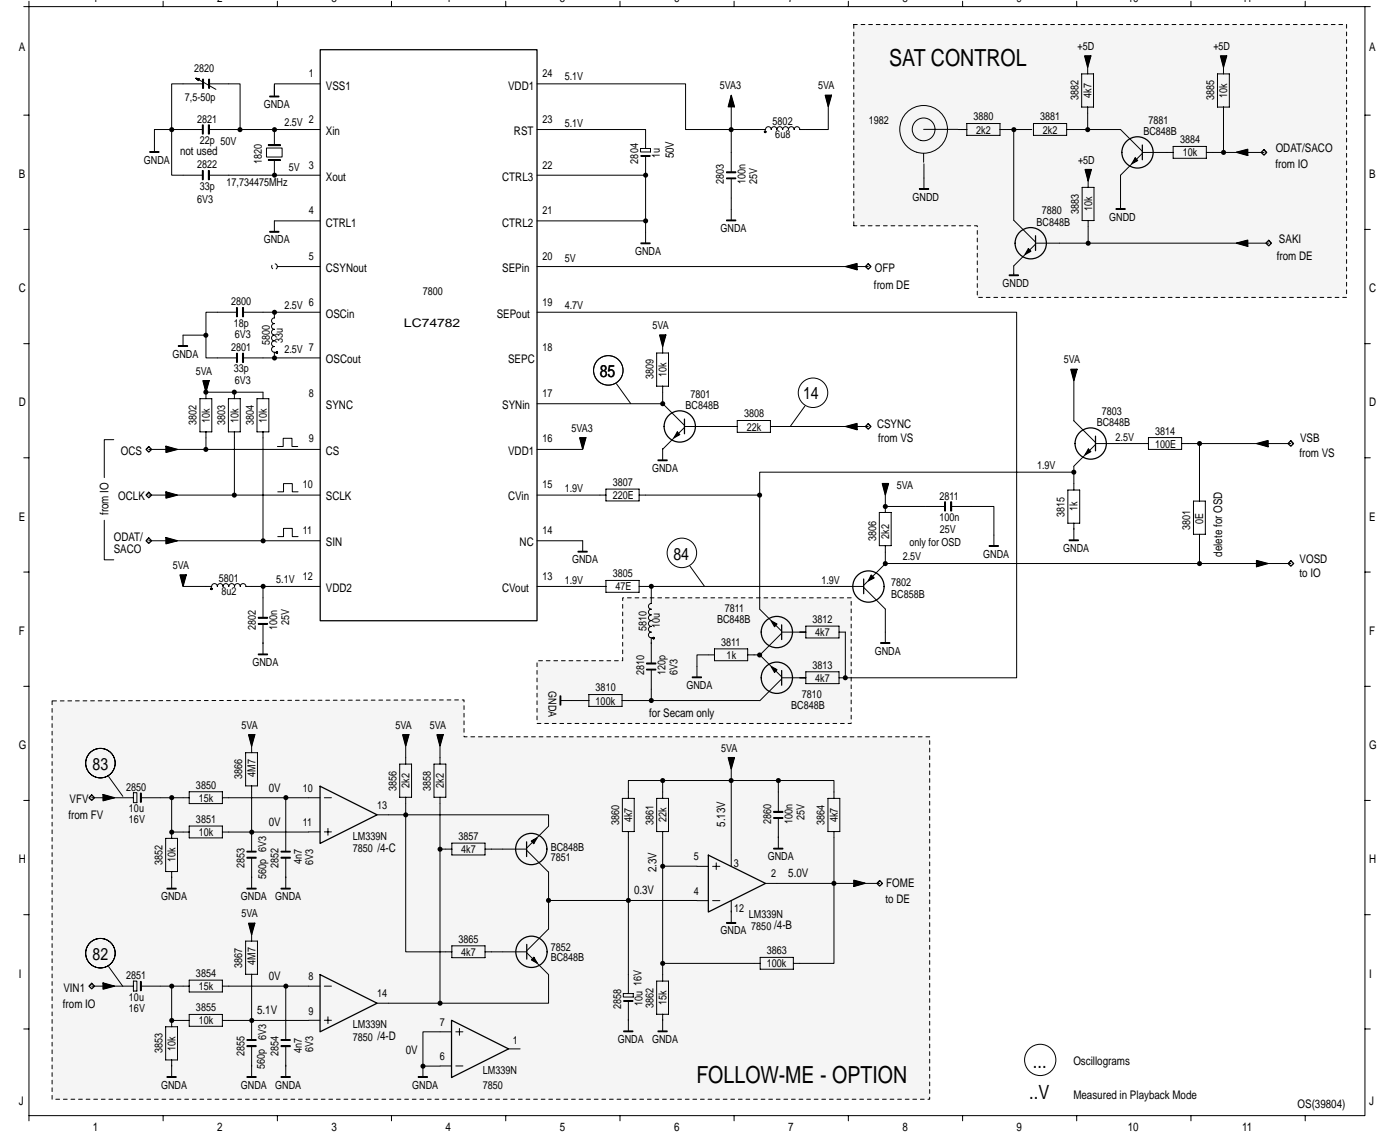 1 2 3 4 5 6 7 8 9 10 11
A A
B B
C C
D D
E E
F F
G G
H H
I I
J J
SAT CONTROL
1982
GNDD
3880
2k2
3881
2k2
+5D
3882
4k7
7881
BC848B
GNDD
3884
10k
+5D
3885
10k
ODAT/SACO
from IO
+5D
3883
10k
7880
BC848B
GNDD
SAKI
from DE
7800
LC74782
1 VSS1
2 Xin
3 Xout
4 CTRL1
5 CSYNout
6 OSCin
7 OSCout
8 SYNC
9 CS
10 SCLK
11 SIN
12 VDD2
24 VDD1
23 RST
22 CTRL3
21 CTRL2
20 SEPin
19 SEPout
18 SEPC
17 SYNin
16 VDD1
15 CVin
14 NC
13 CVout
2820
7,5-50p
2821
22p 50V
not used
2822
33p
6V3
GNDA
1820
17,734475MHz
2.5V
5V
GNDA
GNDA
2800
18p
6V3
2801
33p
6V3
5800
33u
2.5V
2.5V
GNDA
5VA
3802
10k
3803
10k
3804
10k
OCS
OCLK
ODAT/
SACO
from IO
5VA
5801
8u2
5.1V
2802
100n
25V
GNDA
5.1V
5.1V
2804
1u
50V
GNDA
5VA3
5802
6u8
5VA
2803
100n
25V
GNDA
5V
OFP
from DE
4.7V
5VA
3809
10k
85
7801
BC848B
GNDA
3808
22k
14
CSYNC
from VS
5VA3
1.9V
3807
220E
GNDA
1.9V
3805
47E
84
1.9V
7802
BC858B
GNDA
5VA
3806
2k2
2811
100n
25V
only for OSD
2.5V
GNDA
5VA
7803
BC848B
2.5V
3814
100E
VSB
from VS
1.9V
3815
1k
GNDA
3801
0E
delete for OSD
VOSD
to IO
5810
10u
2810
120p
6V3
7811
BC848B
3812
4k7
3811
1k
GNDA
3813
4k7
7810
BC848B
3810
100k
GNDA
for Secam only
83
VFV
from FV
2850
10u
16V
3850
15k
3851
10k
3852
10k
GNDA
5VA
3866
4M7
0V
0V
2853
560p
6V3
GNDA
2852
4n7
6V3
GNDA
10
11
13
LM339N
7850 /4-C
5VA
3856
2k2
5VA
3858
2k2
3857
4k7
BC848B
7851
3865
4k7
7852
BC848B
82
VIN1
from IO
2851
10u
16V
3854
15k
3855
10k
3853
10k
GNDA
5VA
3867
4M7
0V
5.1V
2855
560p
6V3
GNDA
2854
4n7
6V3
GNDA
8
9
14
LM339N
7850 /4-D
7
6
1
0V
GNDA
LM339N
7850
5VA
3860
4k7
3861
22k
5.13V
2860
100n
25V
GNDA
3864
4k7
2.3V
0.3V
5
4
3
12
2
5.0V
LM339N
7850 /4-B
GNDA
FOME
to DE
3863
100k
2858
10u
16V
GNDA
3862
15k
GNDA
FOLLOW-ME - OPTION
... Oscillograms
..V Measured in Playback Mode
OS(39804)